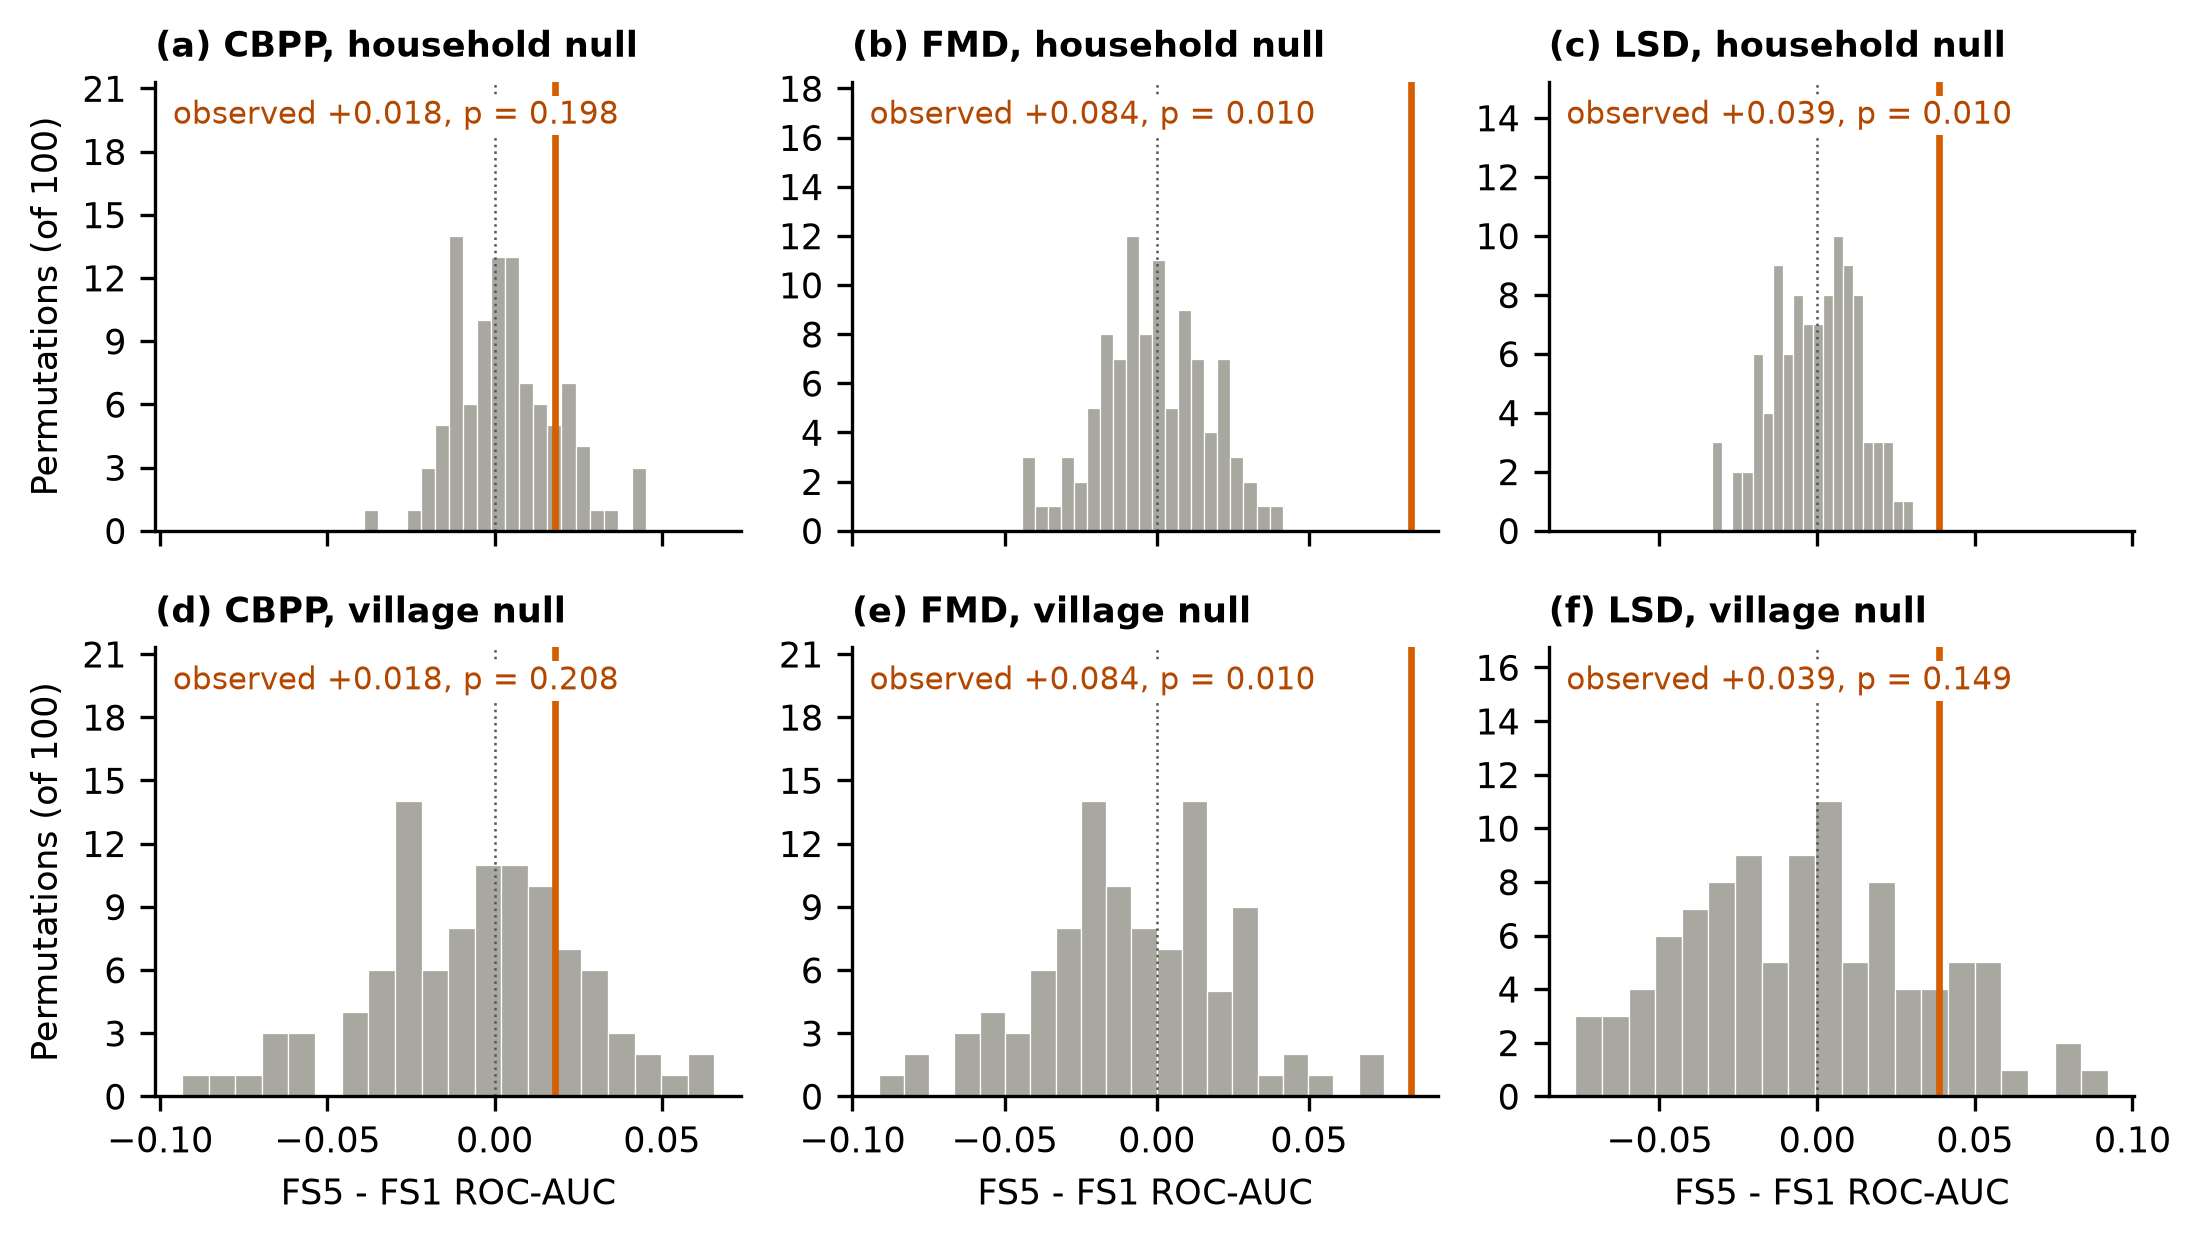 (a) CBPP, household null
(b) FMD, household null
(c) LSD, household null
observed +0.018, p = 0.198
observed +0.084, p = 0.010
observed +0.039, p = 0.010
Permutations (of 100)
21
18
15
12
9
6
3
0
18
16
14
12
10
8
6
4
2
0
14
12
10
8
6
4
2
0
(d) CBPP, village null
(e) FMD, village null
(f) LSD, village null
observed +0.018, p = 0.208
observed +0.084, p = 0.010
observed +0.039, p = 0.149
Permutations (of 100)
21
18
15
12
9
6
3
0
21
18
15
12
9
6
3
0
16
14
12
10
8
6
4
2
0
−0.10 −0.05 0.00 0.05
−0.10 −0.05 0.00 0.05
−0.05 0.00 0.05 0.10
FS5 - FS1 ROC-AUC
FS5 - FS1 ROC-AUC
FS5 - FS1 ROC-AUC